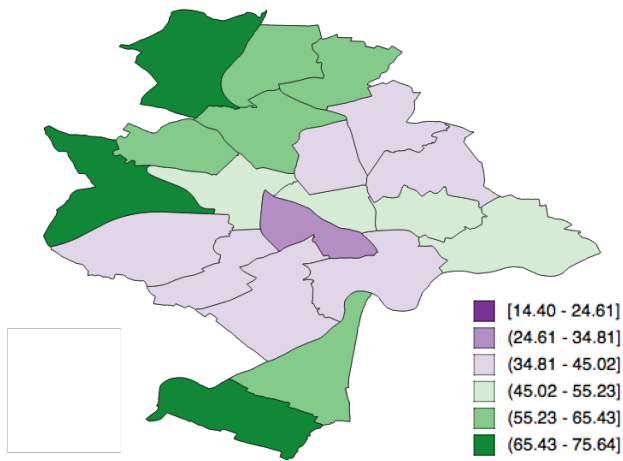 [14.40 - 24.61]
(24.61 - 34.81]
(34.81 - 45.02]
(45.02 - 55.23]
(55.23 - 65.43]
(65.43 - 75.64]